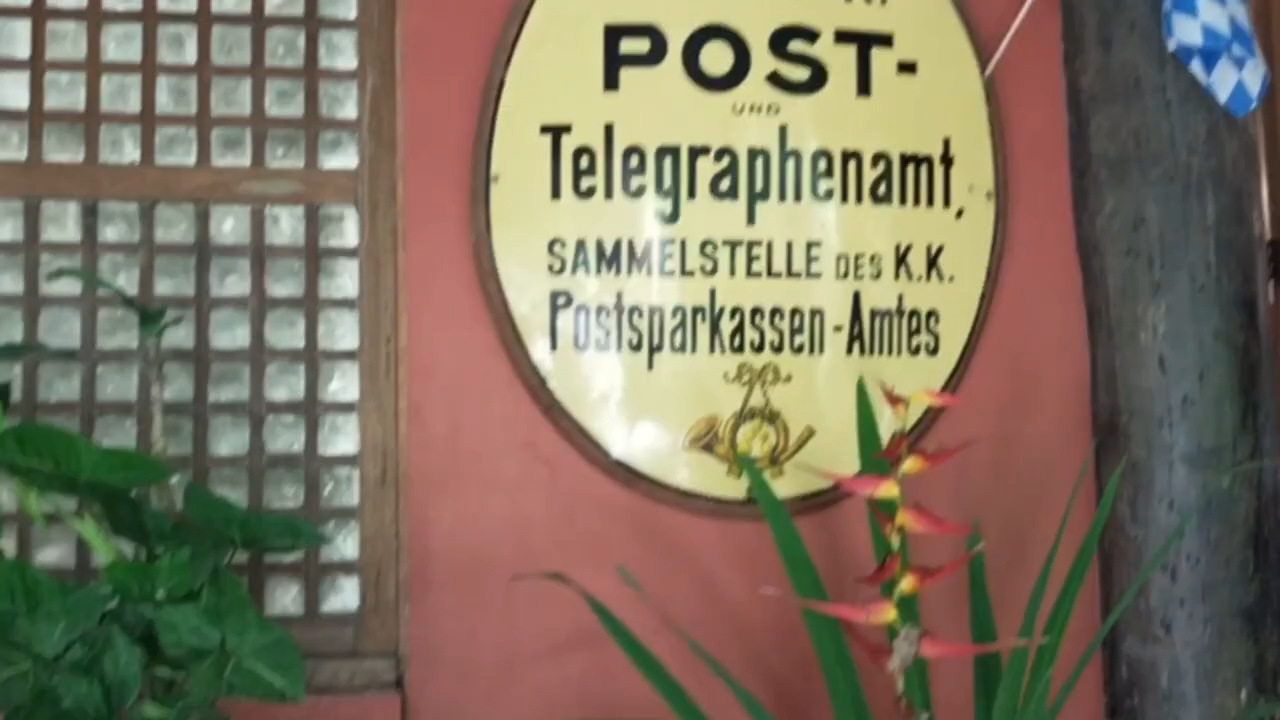 POST-
UND
Telegraphenamt,
SAMMELSTELLE DES K.K.
Postsparkassen-Amtes